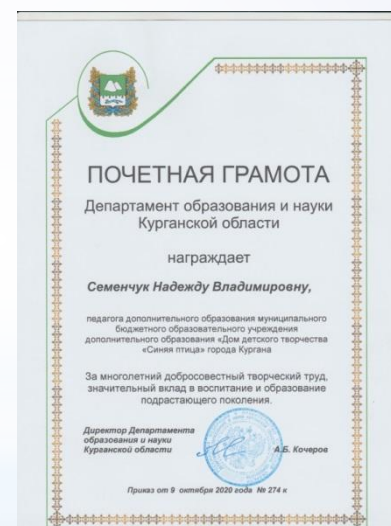 ПОЧЕТНАЯ ГРАМОТА
Департамент образования и науки
Курганской области
награждает
Семенчук Надежду Владимировну,
педагога дополнительного образования муниципального
бюджетного образовательного учреждения
дополнительного образования «Дом детского творчества
«Синяя птица» города Кургана
За многолетний добросовестный творческий труд,
значительный вклад в воспитание и образование
подрастающего поколения.
Директор Департамента
образования и науки
Курганской области А.Б. Кочеров
Приказ от 9 октября 2020 года № 274 к